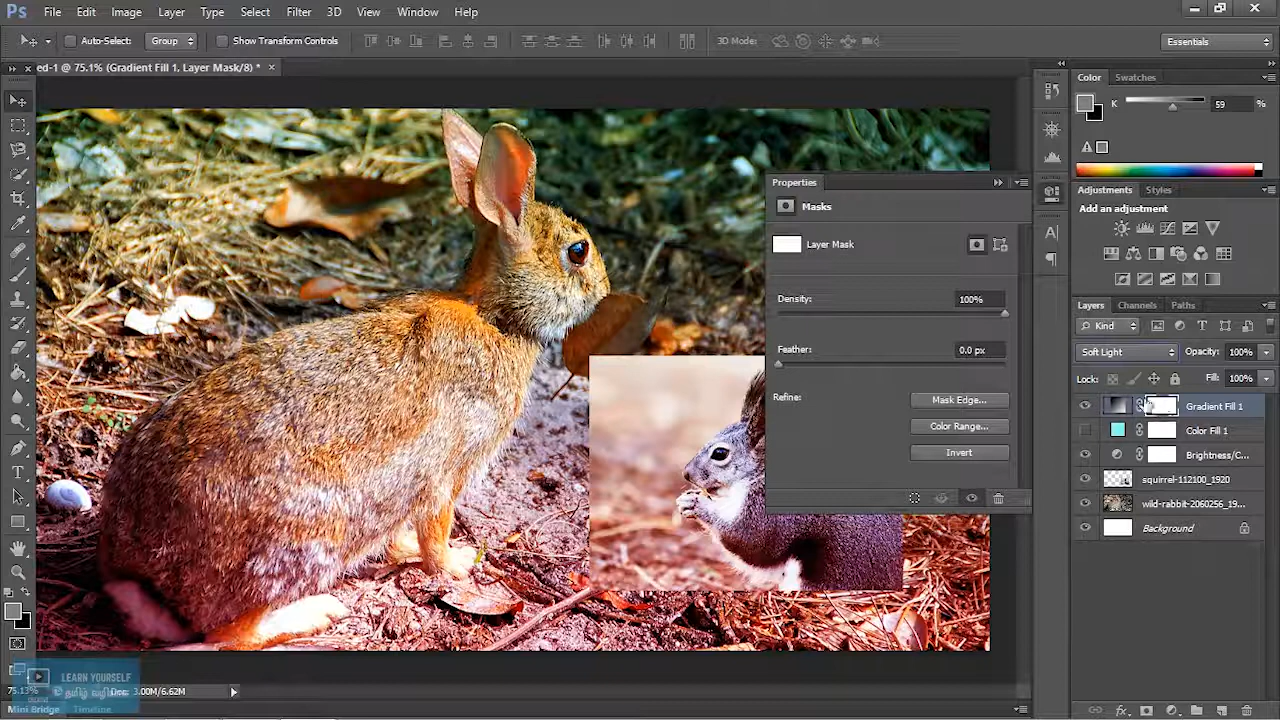 Ps File Edit Image Layer Type Select Filter 3D View Window Help
Auto-Select: Group Show Transform Controls 3D Mode: Essentials
ed-1 @ 75.1% (Gradient Fill 1, Layer Mask/8) * ×
Color Swatches
K 59 %
Properties
Masks
Layer Mask
Density: 100%
Feather: 0.0 px
Refine: Mask Edge...
Color Range...
Invert
Adjustments Styles
Add an adjustment
Layers Channels Paths
Kind
Soft Light Opacity: 100%
Lock: Fill: 100%
Gradient Fill 1
Color Fill 1
Brightness/C...
squirrel-112100_1920
wild-rabbit-2060256_19...
Background
LEARN YOURSELF
தமிழ் வழியில்
75.13% Doc: 3.00M/6.62M
Mini Bridge Timeline